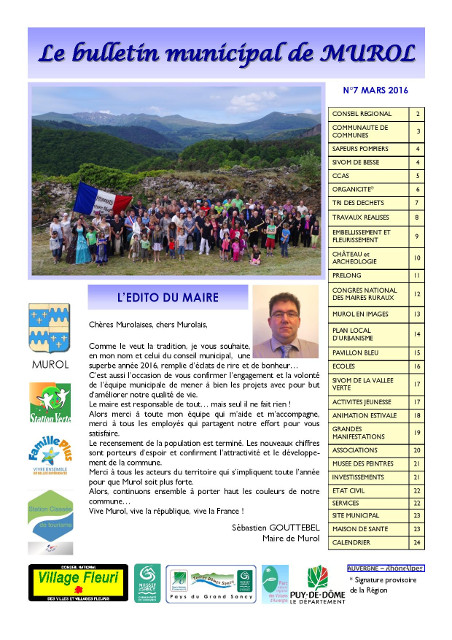 Le bulletin municipal de MUROL
N°7 MARS 2016
CONSEIL REGIONAL 2
COMMUNAUTE DE
COMMUNES 3
SAPEURS POMPIERS 4
SIVOM DE BESSE 4
CCAS 5
ORGANICITE® 6
TRI DES DECHETS 7
TRAVAUX REALISES 8
EMBELLISSEMENT ET
FLEURISSEMENT 9
CHÂTEAU et
ARCHEOLOGIE 10
PRELONG 11
CONGRES NATIONAL
DES MAIRES RURAUX 12
MUROL EN IMAGES 13
PLAN LOCAL
D'URBANISME 14
PAVILLON BLEU 15
ECOLES 16
SIVOM DE LA VALLEE
VERTE 17
ACTIVITES JEUNESSE 17
ANIMATION ESTIVALE 18
GRANDES
MANIFESTATIONS 19
ASSOCIATIONS 20
MUSEE DES PEINTRES 21
INVESTISSEMENTS 21
ETAT CIVIL 22
SERVICES 22
SITE MUNICIPAL 23
MAISON DE SANTE 23
CALENDRIER 24
L'EDITO DU MAIRE
Chères Murolaises, chers Murolais,
Comme le veut la tradition, je vous souhaite,
en mon nom et celui du conseil municipal, une
superbe année 2016, remplie d'éclats de rire et de bonheur…
C'est aussi l'occasion de vous confirmer l'engagement et la volonté
de l'équipe municipale de mener à bien les projets avec pour but
d'améliorer notre qualité de vie.
Le maire est responsable de tout… mais seul il ne fait rien !
Alors merci à toute mon équipe qui m'aide et m'accompagne,
merci à tous les employés qui partagent notre effort pour vous
satisfaire.
Le recensement de la population est terminé. Les nouveaux chiffres
sont porteurs d'espoir et confirment l'attractivité et le développe-
ment de la commune.
Merci à tous les acteurs du territoire qui s'impliquent toute l'année
pour que Murol soit plus forte.
Alors, continuons ensemble à porter haut les couleurs de notre
commune…
Vive Murol, vive la république, vive la France !
Sébastien GOUTTEBEL
Maire de Murol
MUROL
Station Verte
Famille Plus
Station Classée
de tourisme
CONSEIL NATIONAL
Village Fleuri
DES VILLES ET VILLAGES FLEURIS
Pays du Grand Sancy
PUY-DE-DÔME
LE DÉPARTEMENT
AUVERGNE – RhôneAlpes
* Signature provisoire
de la Région